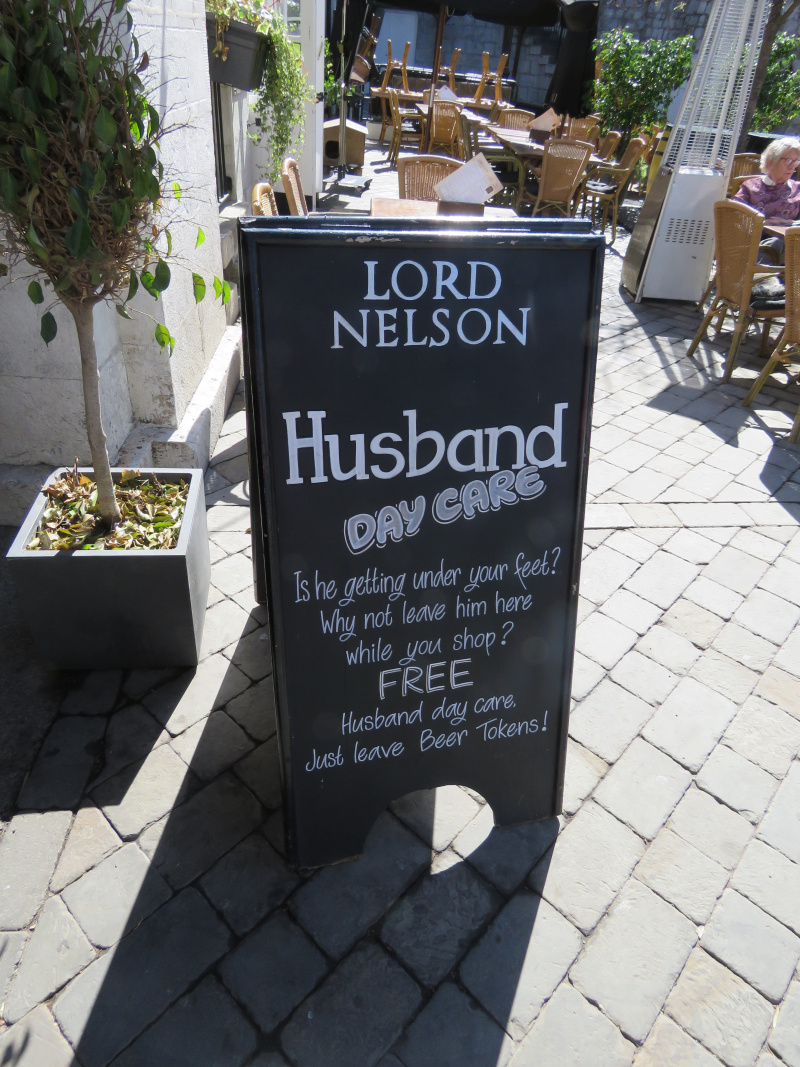 LORD
NELSON
Husband
DAY CARE
Is he getting under your feet?
Why not leave him here
while you shop?
FREE
Husband day care,
Just leave Beer Tokens!